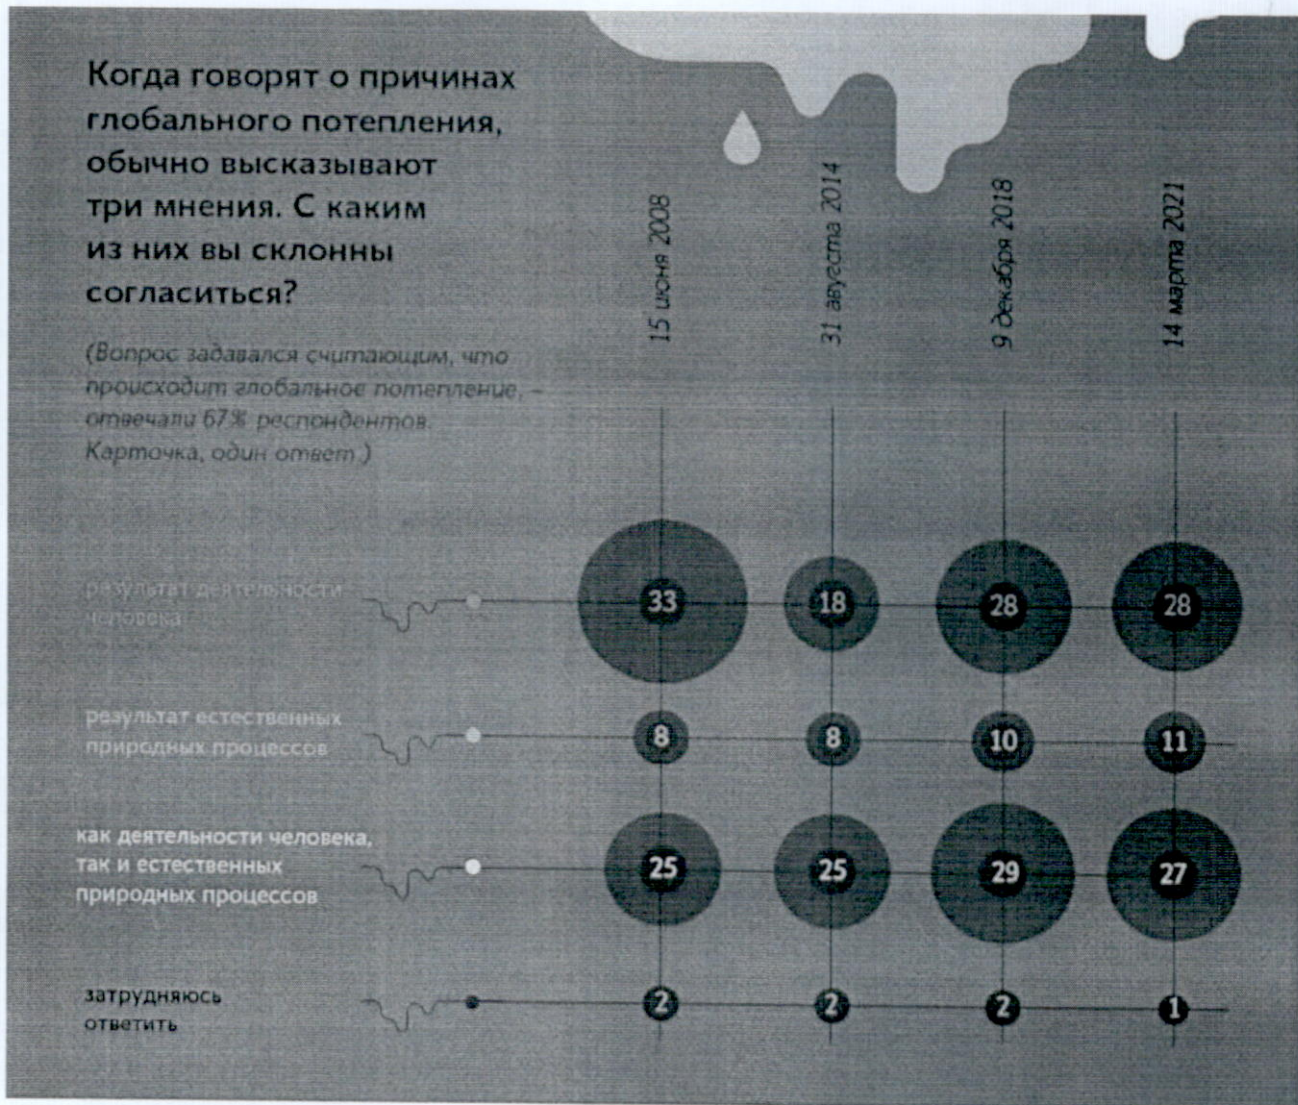 Когда говорят о причинах
глобального потепления,
обычно высказывают
три мнения. С каким
из них вы склонны
согласиться?
(Вопрос задавался считающим, что
происходит глобальное потепление, –
отвечали 67% респондентов.
Карточка, один ответ.)
15 июня 2008
31 августа 2014
9 декабря 2018
14 марта 2021
результат деятельности
человека
33 18 28 28
результат естественных
природных процессов
8 8 10 11
как деятельности человека,
так и естественных
природных процессов
25 25 29 27
затрудняюсь
ответить
2 2 2 1